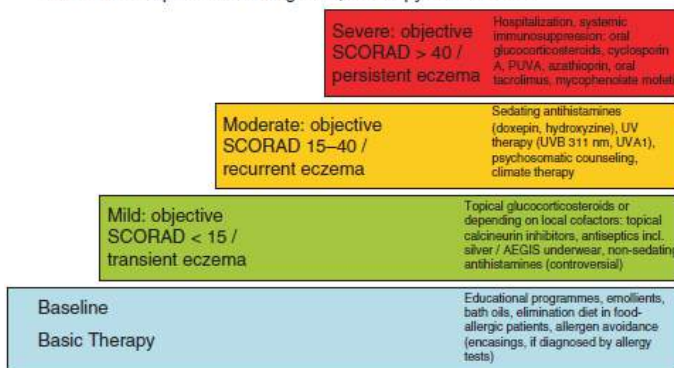 Severe: objective
SCORAD > 40 /
persistent eczema
Hospitalization, systemic
immunosuppression: oral
glucocorticosteroids, cyclosporin
A, PUVA, azathioprin, oral
tacrolimus, mycophenolate mofeti
Moderate: objective
SCORAD 15–40 /
recurrent eczema
Sedating antihistamines
(doxepin, hydroxyzine), UV
therapy (UVB 311 nm, UVA1),
psychosomatic counseling,
climate therapy
Mild: objective
SCORAD < 15 /
transient eczema
Topical glucocorticosteroids or
depending on local cofactors: topical
calcineurin inhibitors, antiseptics incl.
silver / AEGIS underwear, non-sedating
antihistamines (controversial)
Baseline
Basic Therapy
Educational programmes, emollients,
bath oils, elimination diet in food-
allergic patients, allergen avoidance
(encasings, if diagnosed by allergy
tests)